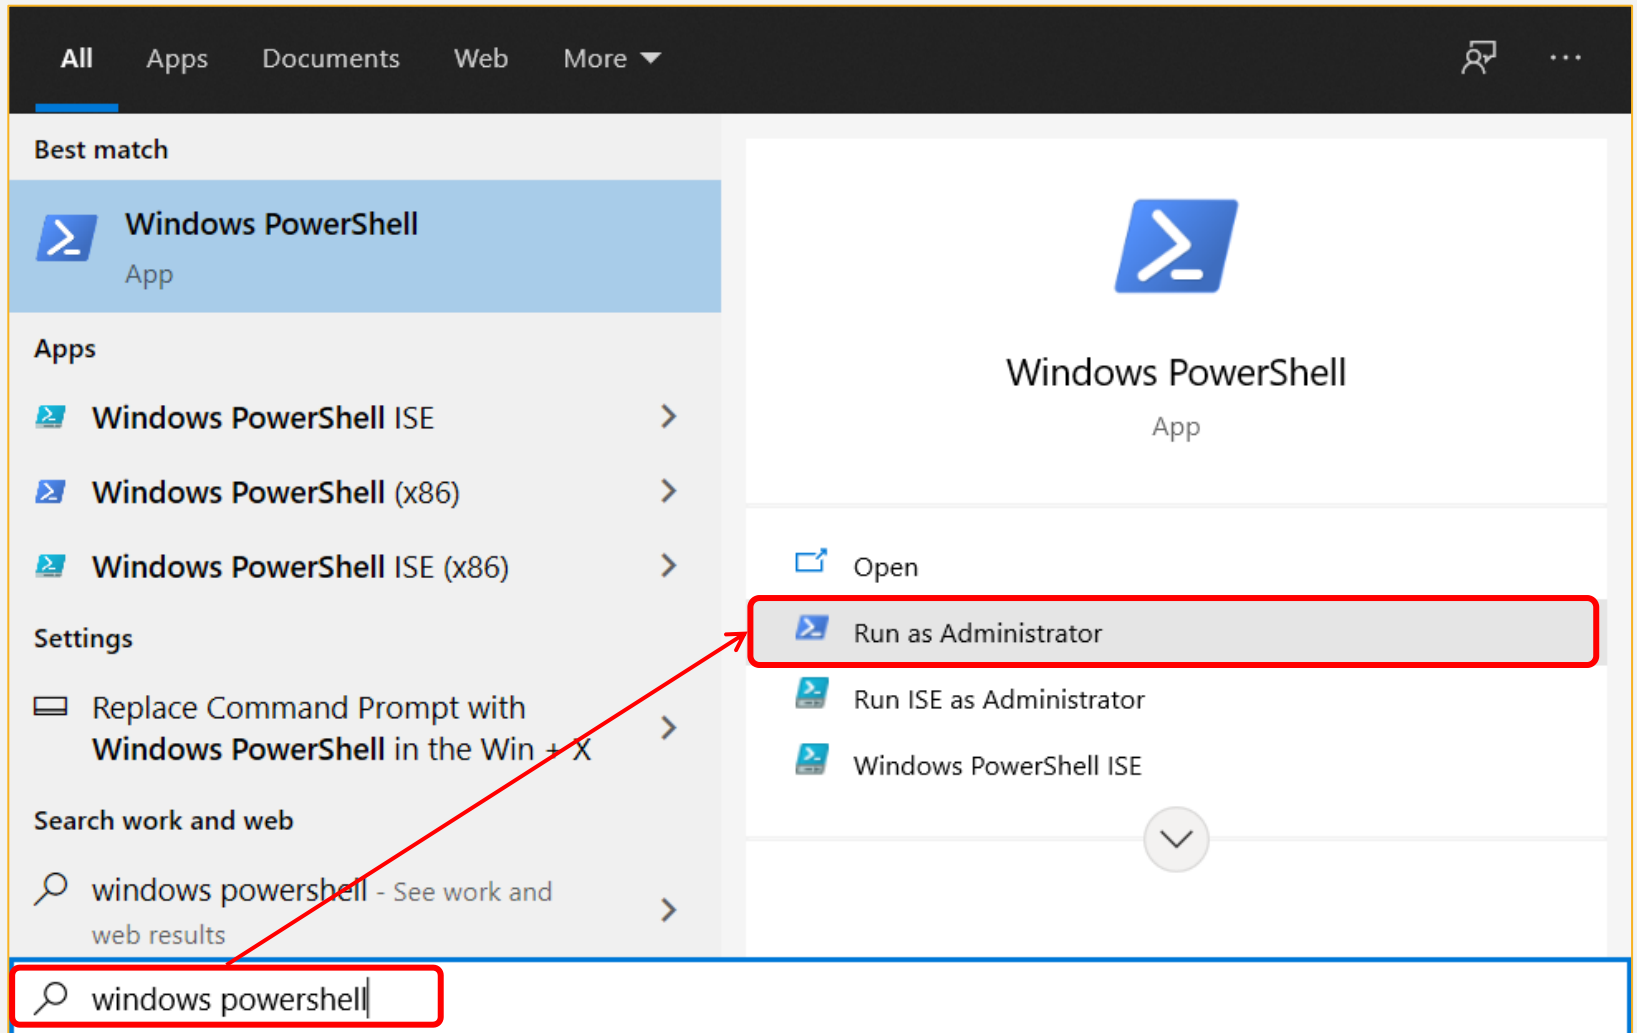 All Apps Documents Web More
Best match
Windows PowerShell
App
Apps
Windows PowerShell ISE
Windows PowerShell (x86)
Windows PowerShell ISE (x86)
Settings
Replace Command Prompt with
Windows PowerShell in the Win + X
Search work and web
windows powershell - See work and
web results
windows powershell
Windows PowerShell
App
Open
Run as Administrator
Run ISE as Administrator
Windows PowerShell ISE